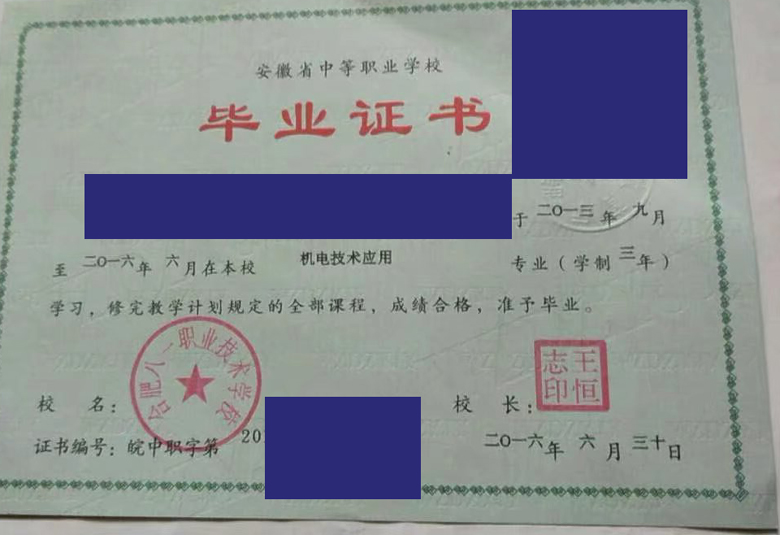 安徽省中等职业学校
毕业证书
于 二〇一三 年 九 月
至 二〇一六 年 六 月在本校 机电技术应用 专业（学制 三 年）
学习，修完教学计划规定的全部课程，成绩合格，准予毕业。
合肥八一职业技术学校
校 名：
校 长：
王恒志印
证书编号：皖中职字第 201
二〇一六 年 六 月 三十 日